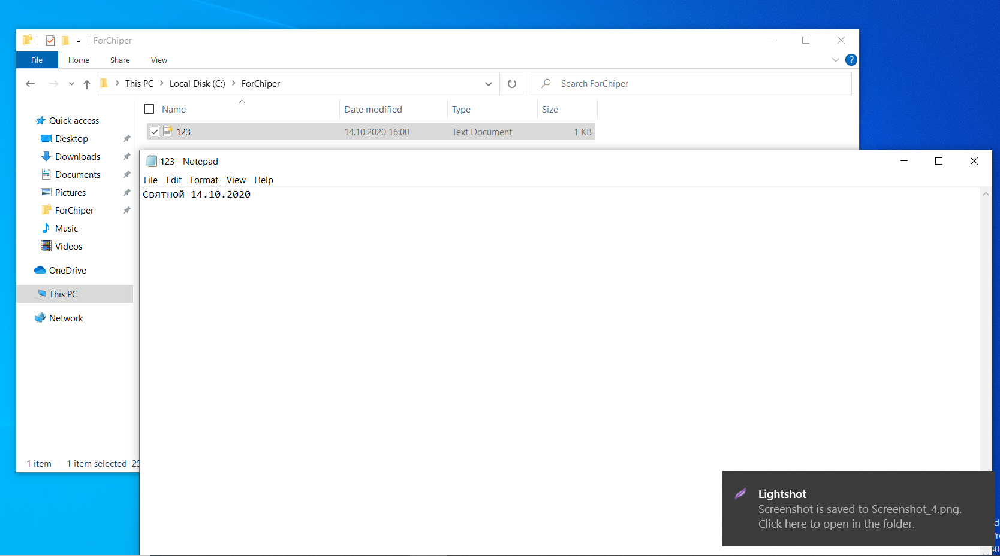 ForChiper
File Home Share View
This PC Local Disk (C:) ForChiper
Search ForChiper
Name Date modified Type Size
123 14.10.2020 16:00 Text Document 1 KB
Quick access
Desktop
Downloads
Documents
Pictures
ForChiper
Music
Videos
OneDrive
This PC
Network
1 item 1 item selected 25
123 - Notepad
File Edit Format View Help
Святной 14.10.2020
Lightshot
Screenshot is saved to Screenshot_4.png.
Click here to open in the folder.